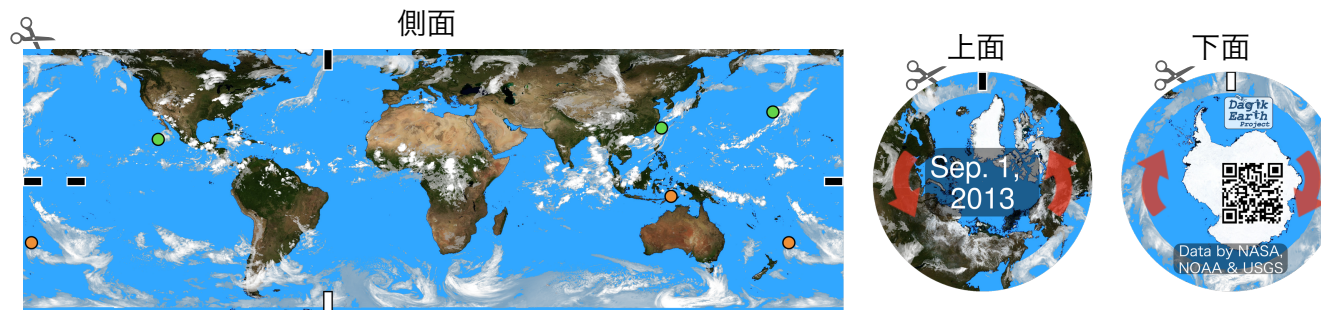 側面
上面
Sep. 1,
2013
下面
Dagik
Earth
Project
Data by NASA,
NOAA & USGS